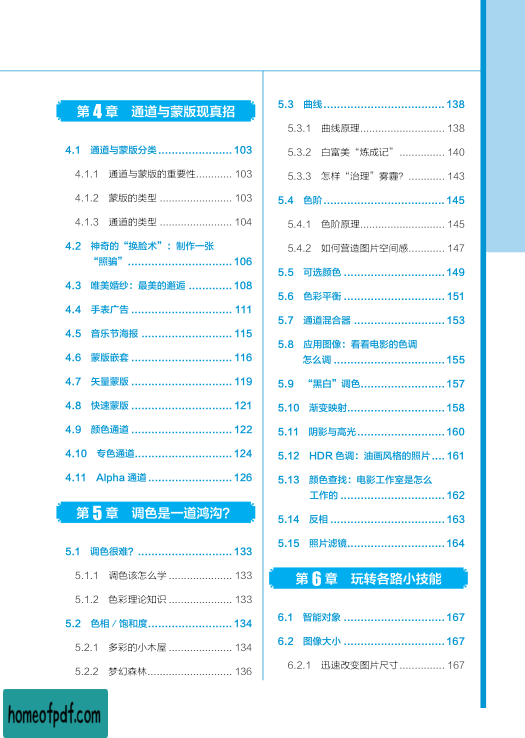 第4章 通道与蒙版现真招
4.1 通道与蒙版分类......................103
4.1.1 通道与蒙版的重要性............103
4.1.2 蒙版的类型......................103
4.1.3 通道的类型......................104
4.2 神奇的“换脸术”：制作一张
“照骗”..............................106
4.3 唯美婚纱：最美的邂逅.............108
4.4 手表广告..............................111
4.5 音乐节海报...........................115
4.6 蒙版嵌套..............................116
4.7 矢量蒙版..............................119
4.8 快速蒙版..............................121
4.9 颜色通道..............................122
4.10 专色通道............................124
4.11 Alpha 通道.........................126
第5章 调色是一道鸿沟？
5.1 调色很难？...........................133
5.1.1 调色该怎么学...................133
5.1.2 色彩理论知识...................133
5.2 色相／饱和度.........................134
5.2.1 多彩的小木屋...................134
5.2.2 梦幻森林.........................136
5.3 曲线....................................138
5.3.1 曲线原理.........................138
5.3.2 白富美“炼成记”..............140
5.3.3 怎样“治理”雾霾？...........143
5.4 色阶....................................145
5.4.1 色阶原理.........................145
5.4.2 如何营造图片空间感...........147
5.5 可选颜色..............................149
5.6 色彩平衡..............................151
5.7 通道混合器...........................153
5.8 应用图像：看看电影的色调
怎么调.................................155
5.9 “黑白”调色.........................157
5.10 渐变映射............................158
5.11 阴影与高光.........................160
5.12 HDR 色调：油画风格的照片....161
5.13 颜色查找：电影工作室是怎么
工作的...............................162
5.14 反相..................................163
5.15 照片滤镜............................164
第6章 玩转各路小技能
6.1 智能对象..............................167
6.2 图像大小..............................167
6.2.1 迅速改变图片尺寸..............167
homeofpdf.com